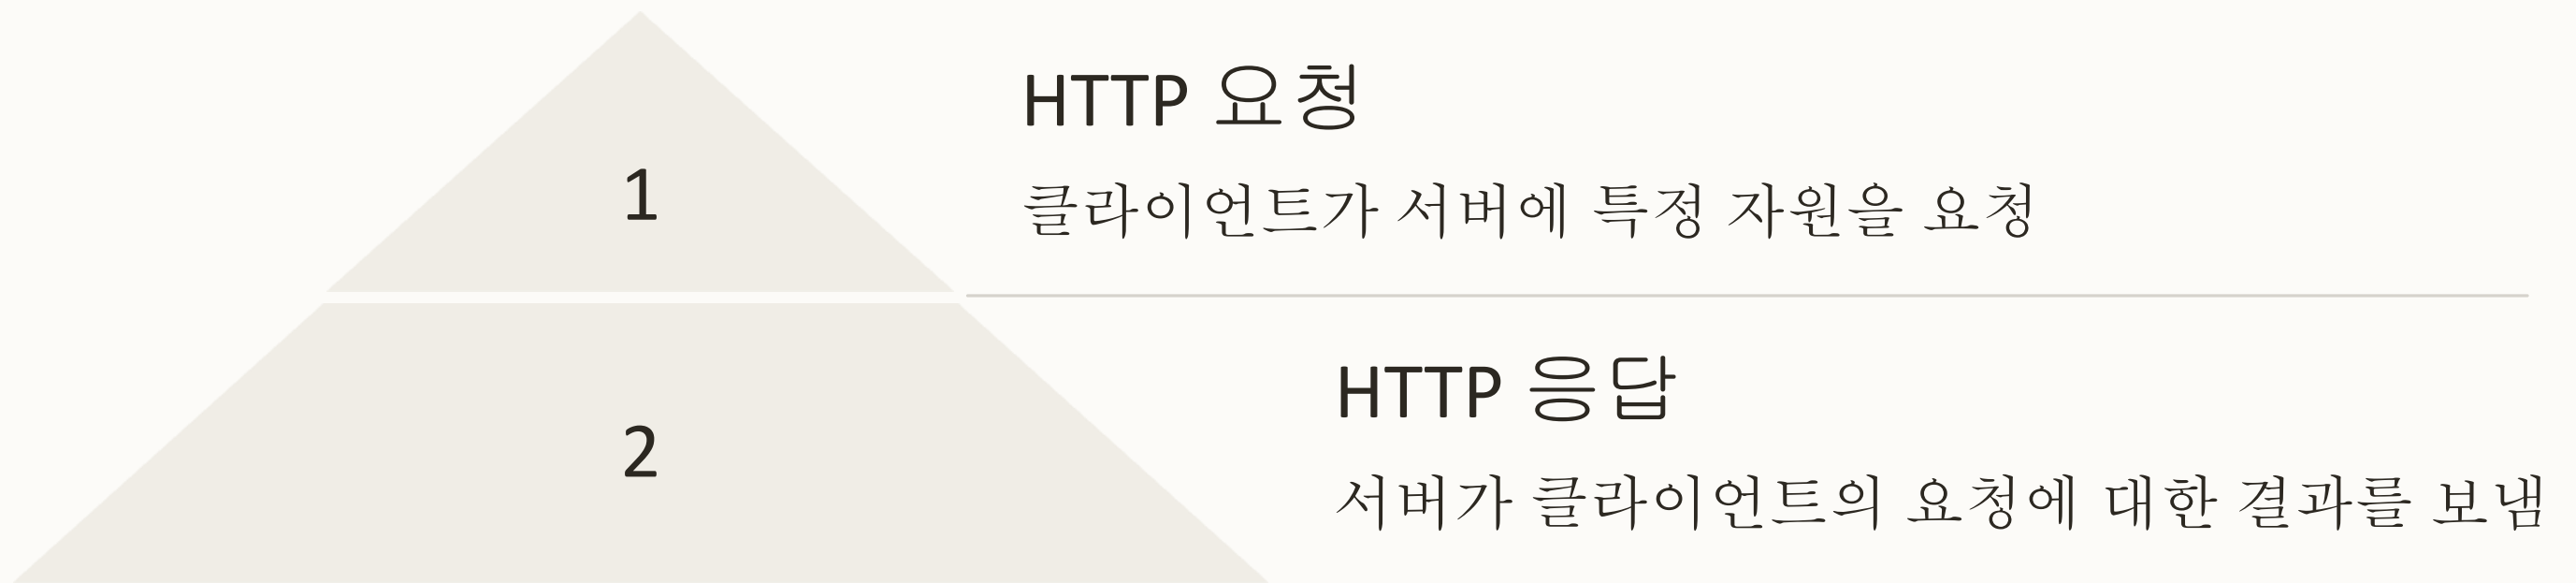 1
HTTP 요청
클라이언트가 서버에 특정 자원을 요청
2
HTTP 응답
서버가 클라이언트의 요청에 대한 결과를 보냄